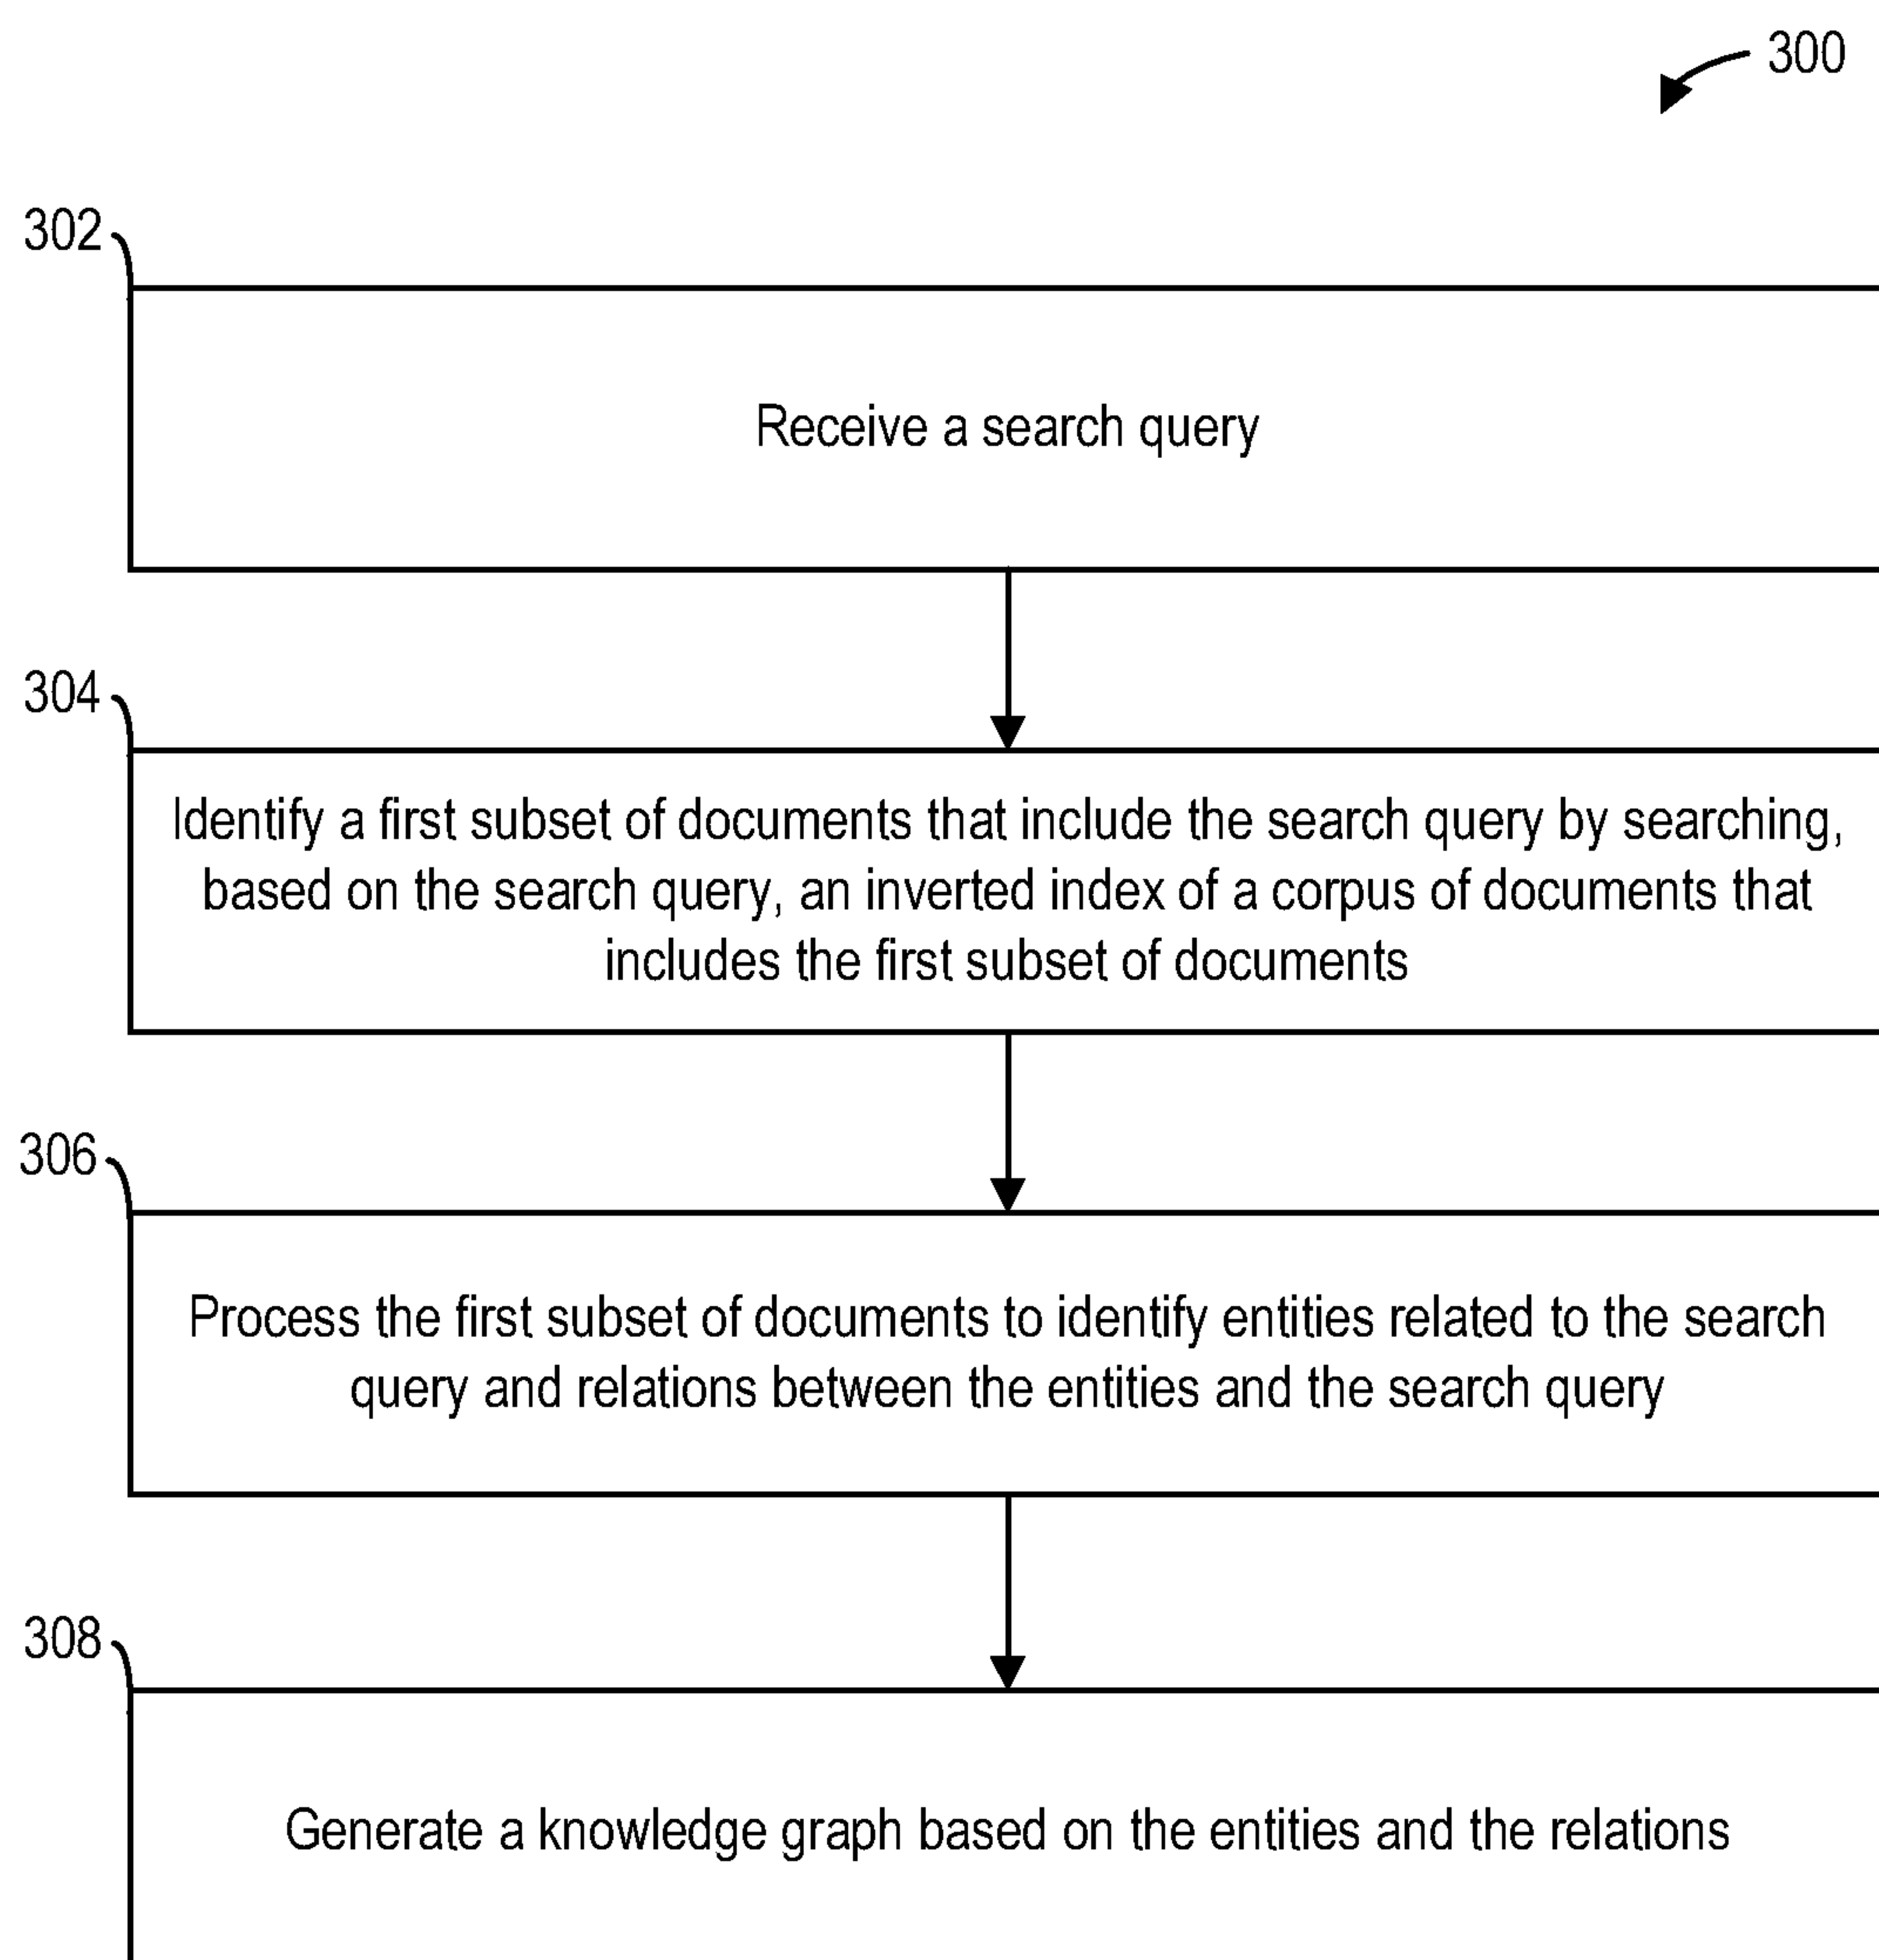 300
302
Receive a search query
304
Identify a first subset of documents that include the search query by searching,
based on the search query, an inverted index of a corpus of documents that
includes the first subset of documents
306
Process the first subset of documents to identify entities related to the search
query and relations between the entities and the search query
308
Generate a knowledge graph based on the entities and the relations